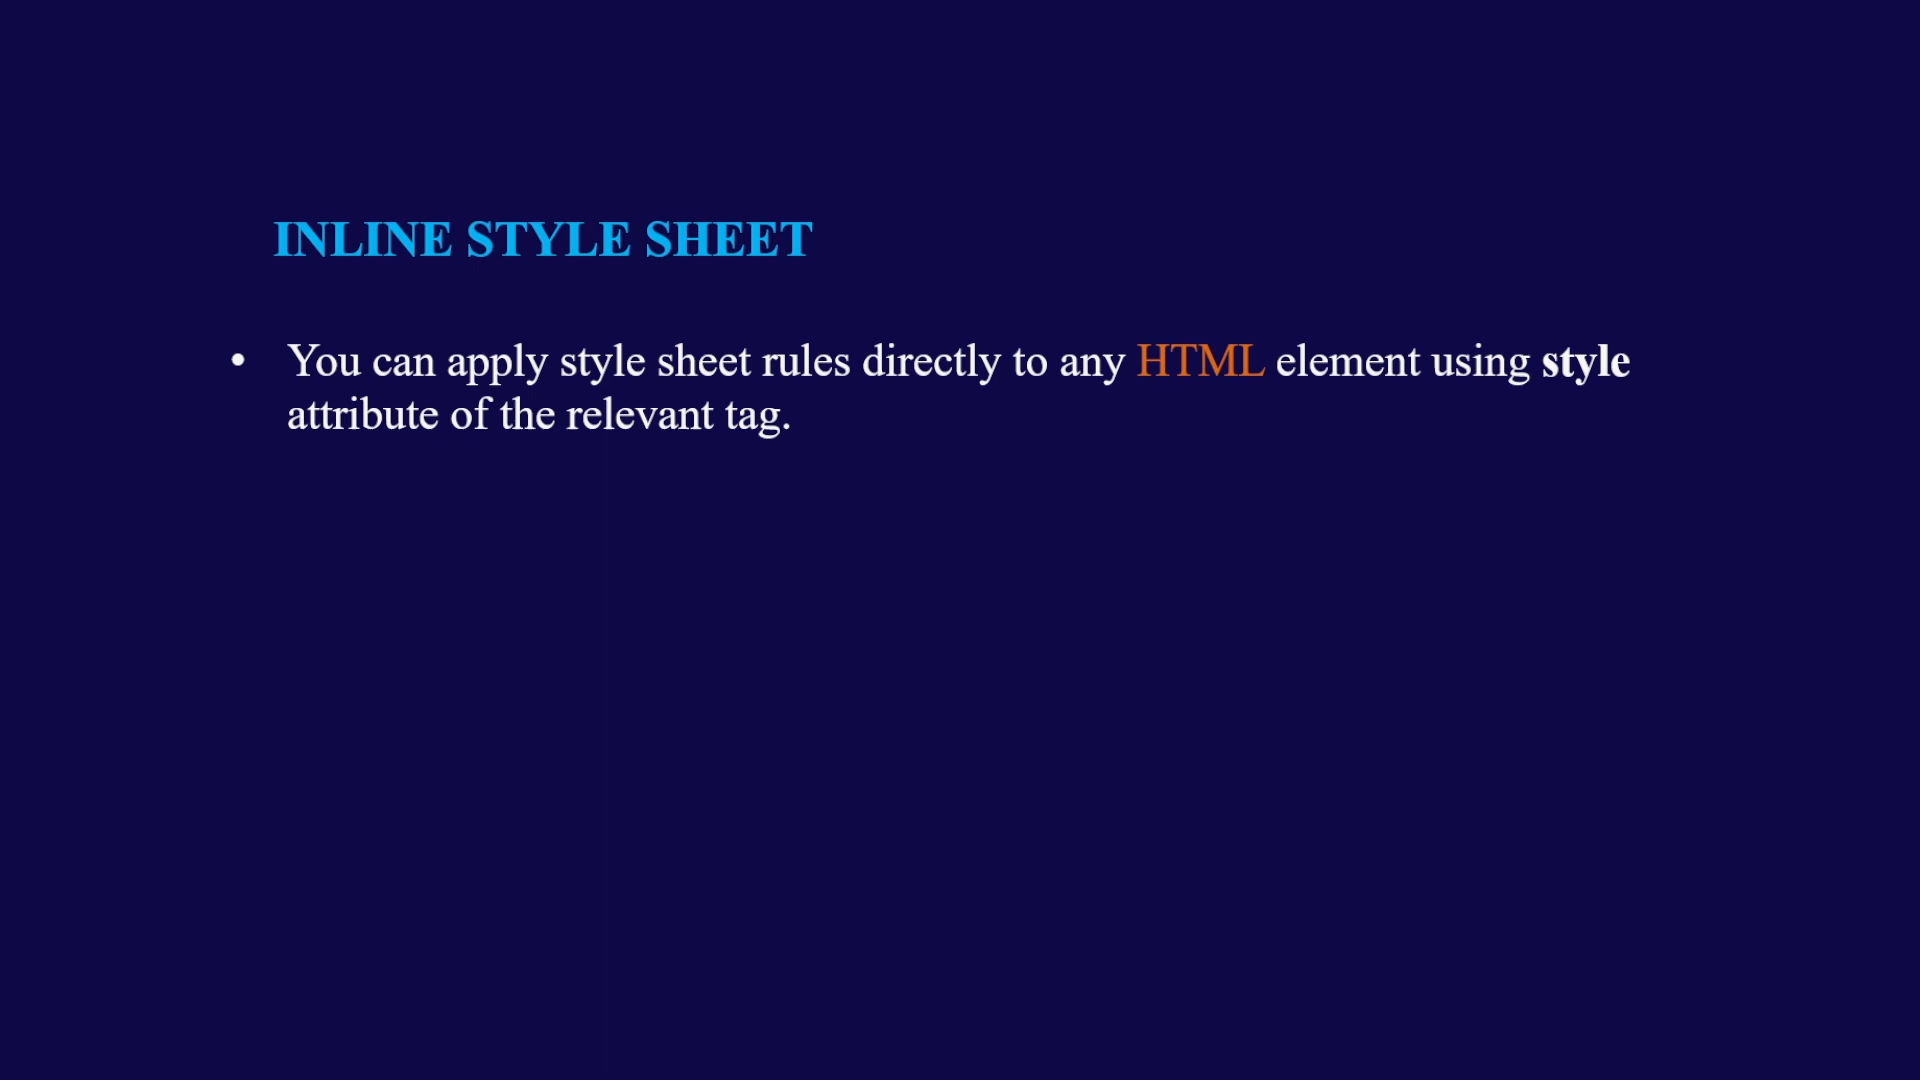 INLINE STYLE SHEET
• You can apply style sheet rules directly to any HTML element using style
attribute of the relevant tag.